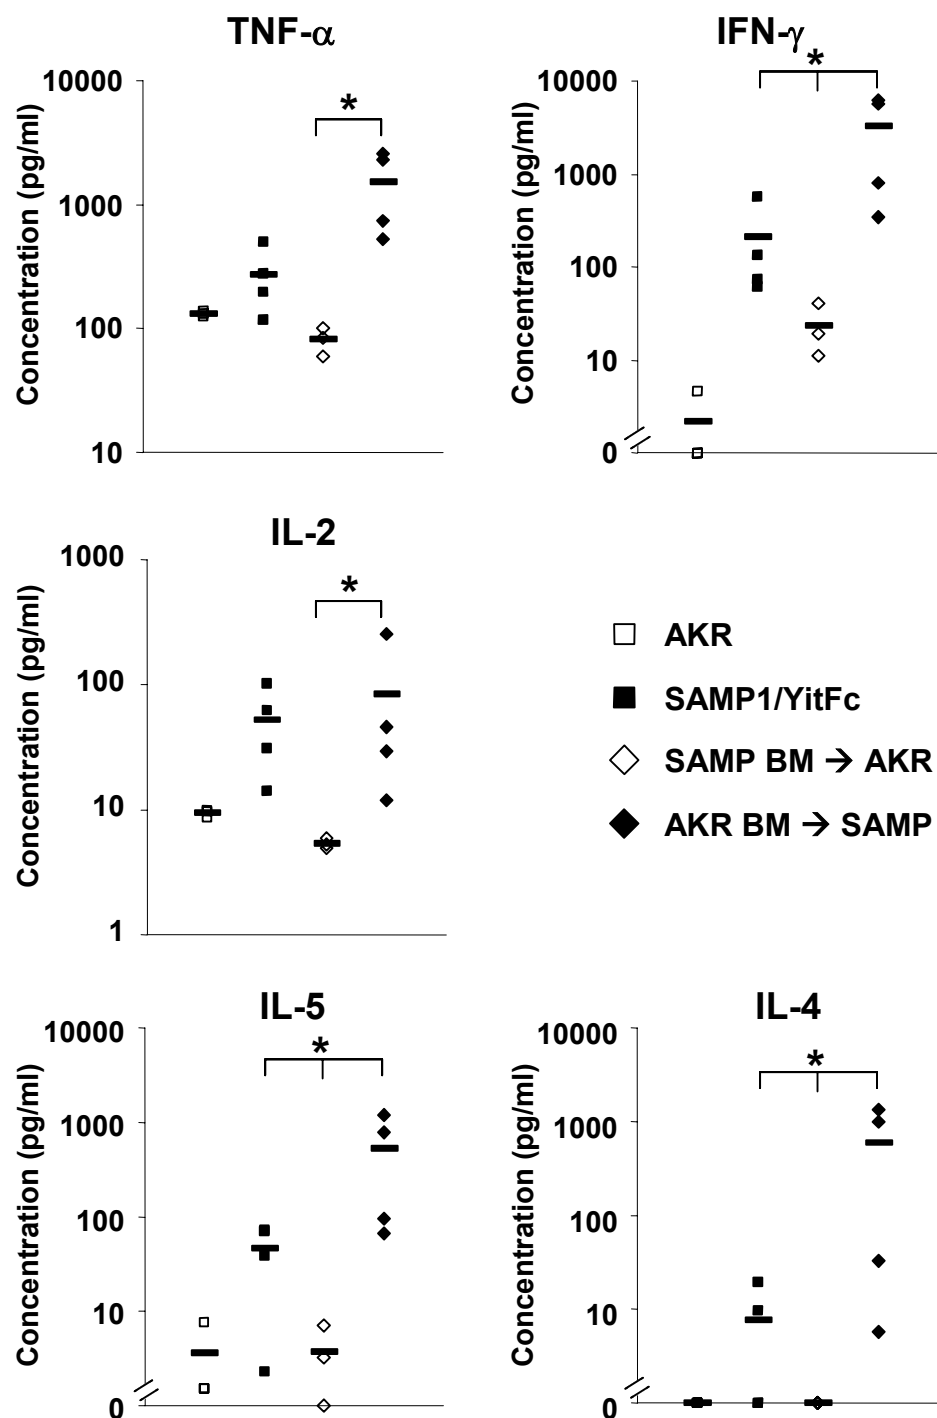 TNF-α
Concentration (pg/ml)
10000
1000
100
10
*
IFN-γ
Concentration (pg/ml)
10000
1000
100
10
0
*
IL-2
Concentration (pg/ml)
1000
100
10
1
*
AKR
SAMP1/YitFc
SAMP BM → AKR
AKR BM → SAMP
IL-5
Concentration (pg/ml)
10000
1000
100
10
0
*
IL-4
Concentration (pg/ml)
10000
1000
100
10
0
*